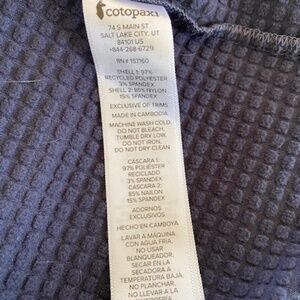 cotopaxi
74 S MAIN ST
SALT LAKE CITY, UT
84101 US
+844-268-6729
RN# 157160
SHELL 1: 97%
RECYCLED POLYESTER
3% SPANDEX
SHELL 2: 85% NYLON
15% SPANDEX
EXCLUSIVE OF TRIMS
MADE IN CAMBODIA
MACHINE WASH COLD.
DO NOT BLEACH,
TUMBLE DRY LOW,
DO NOT IRON,
DO NOT DRY CLEAN
CÁSCARA 1:
97% POLIÉSTER
RECICLADO
3% SPANDEX
CÁSCARA 2:
85% NAILON
15% SPANDEX
ADORNOS
EXCLUSIVOS
HECHO EN CAMBOYA
LAVAR A MÁQUINA
CON AGUA FRÍA,
NO USAR
BLANQUEADOR.
SECAR EN LA
SECADORA A
TEMPERATURA BAJA,
NO PLANCHAR,
NO LLEVAR A LA